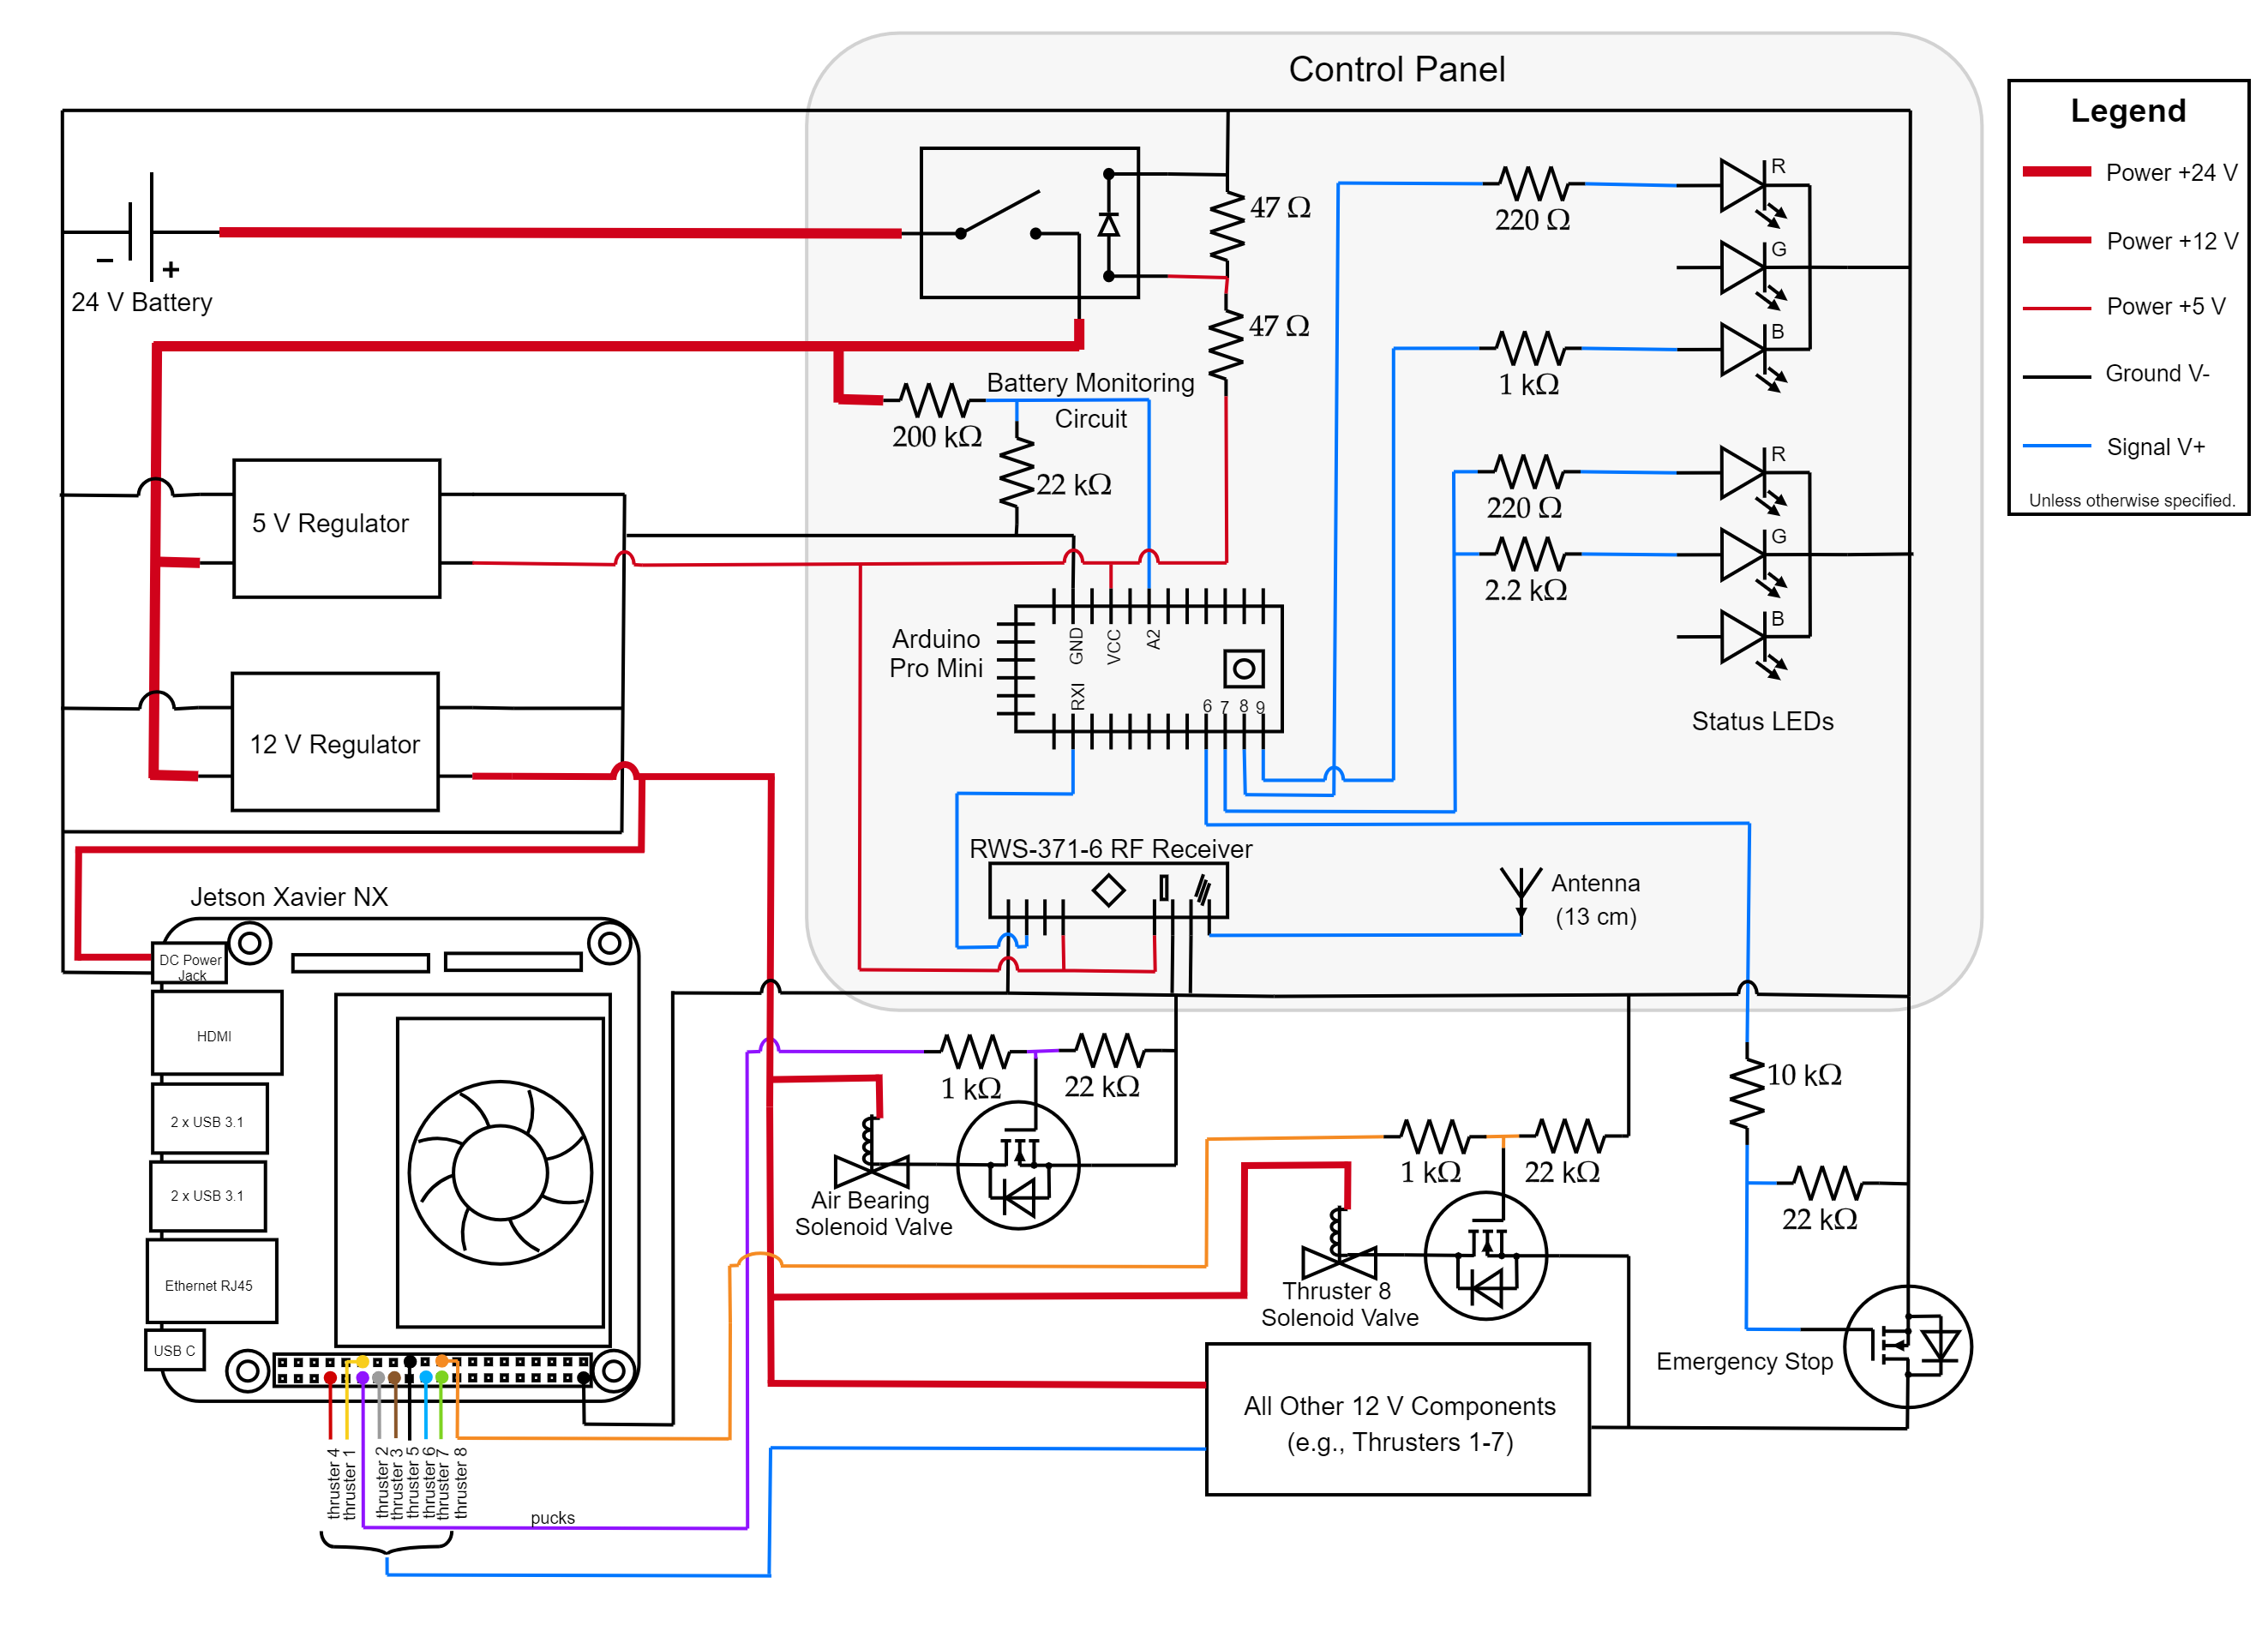 Control Panel
Legend
Power +24 V
Power +12 V
Power +5 V
Ground V-
Signal V+
Unless otherwise specified.
24 V Battery
47 Ω
47 Ω
220 Ω
R
G
1 kΩ
B
Battery Monitoring
Circuit
200 kΩ
22 kΩ
220 Ω
R
2.2 kΩ
G
B
Status LEDs
5 V Regulator
12 V Regulator
Arduino
Pro Mini
GND
VCC
A2
RXI
6 7 8 9
RWS-371-6 RF Receiver
Antenna
(13 cm)
Jetson Xavier NX
DC Power
Jack
HDMI
2 x USB 3.1
2 x USB 3.1
Ethernet RJ45
USB C
1 kΩ
22 kΩ
Air Bearing
Solenoid Valve
1 kΩ
22 kΩ
Thruster 8
Solenoid Valve
10 kΩ
22 kΩ
Emergency Stop
All Other 12 V Components
(e.g., Thrusters 1-7)
thruster 4
thruster 1
thruster 2
thruster 3
thruster 5
thruster 6
thruster 7
thruster 8
pucks